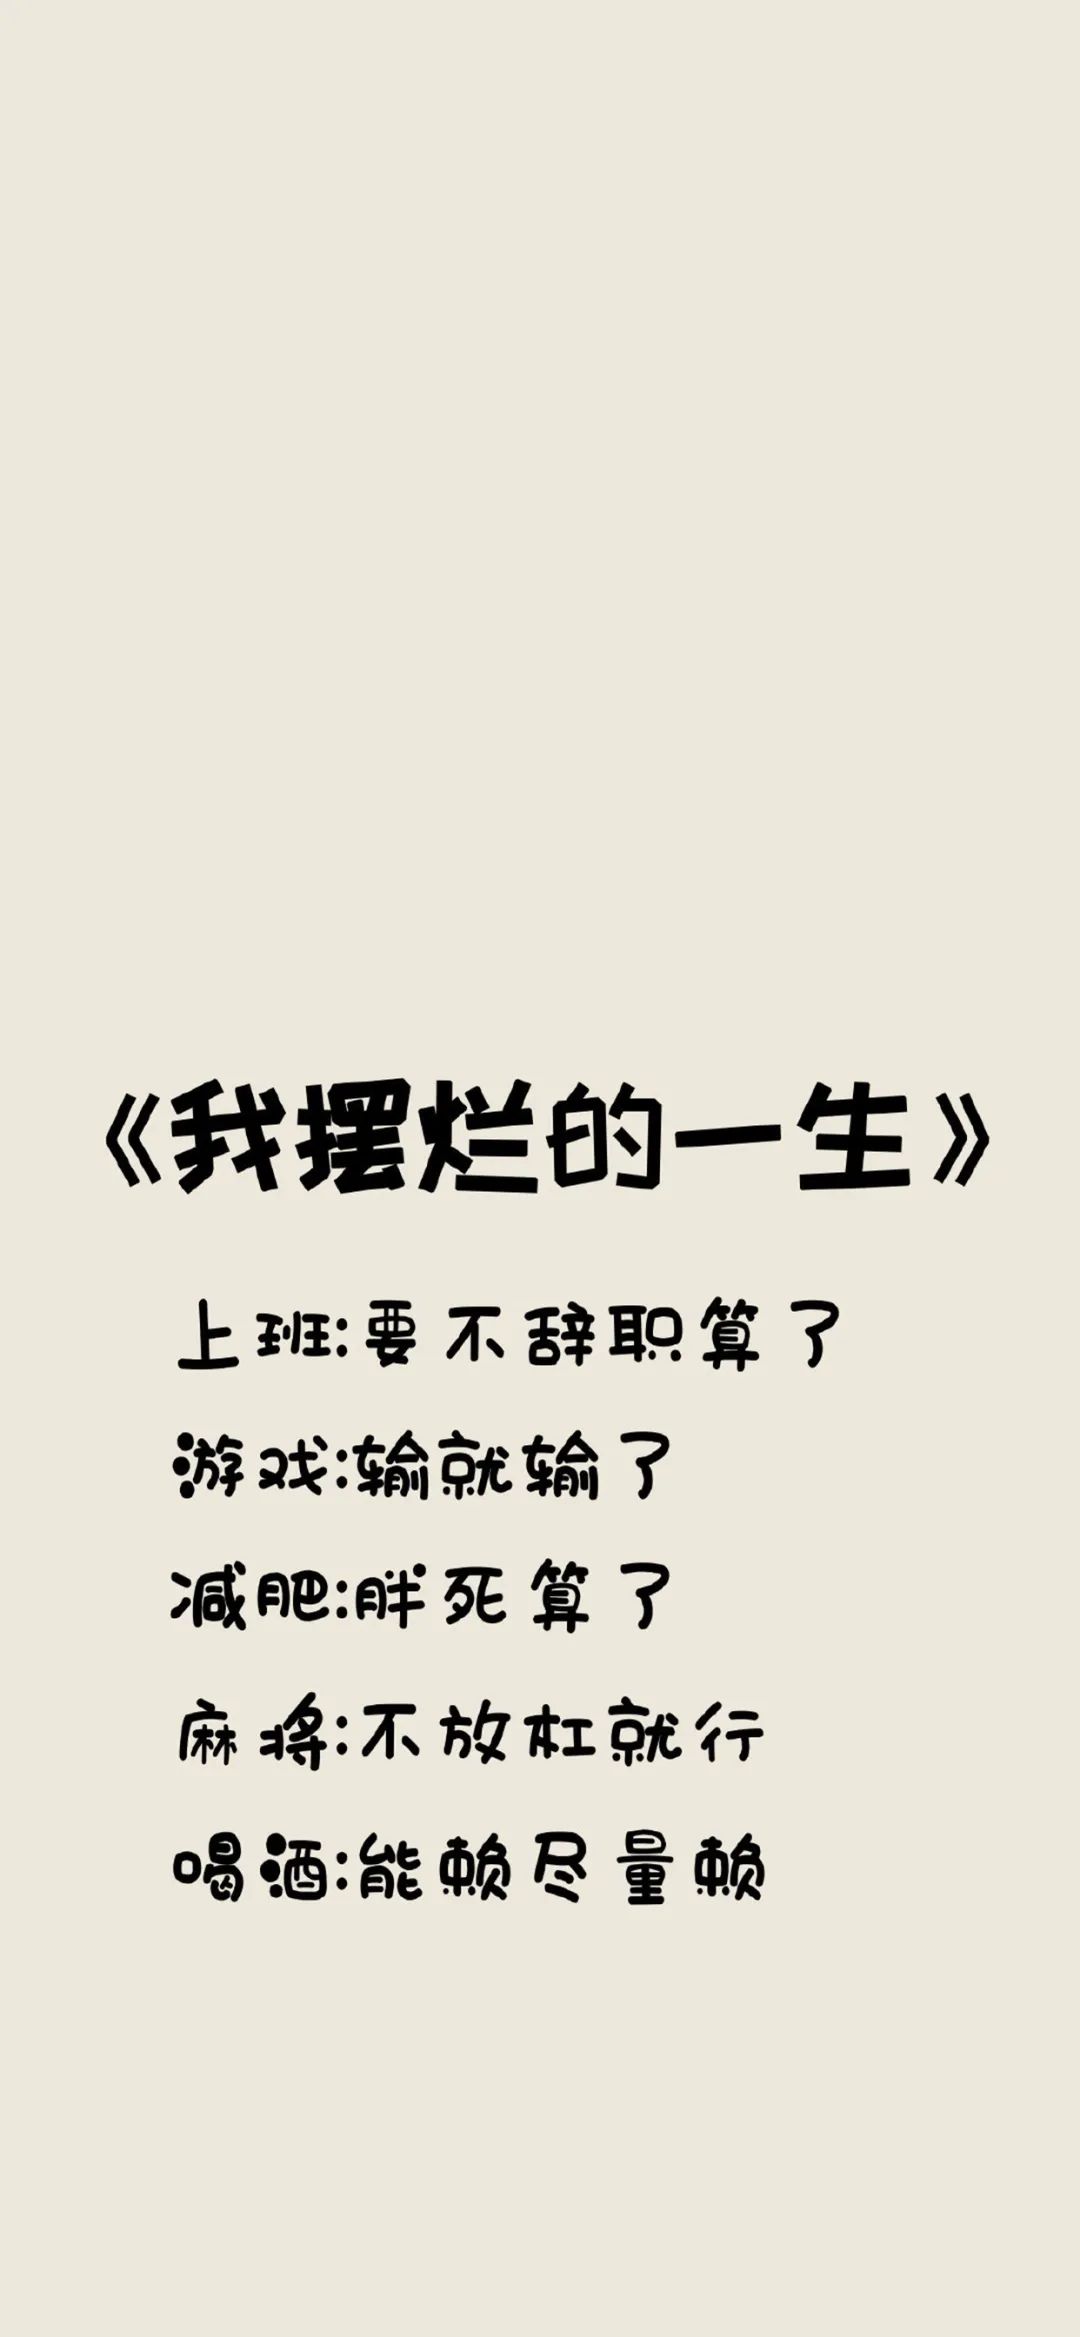 《我摆烂的一生》
上班:要不辞职算了
游戏:输就输了
减肥:胖死算了
麻将:不放杠就行
喝酒:能赖尽量赖